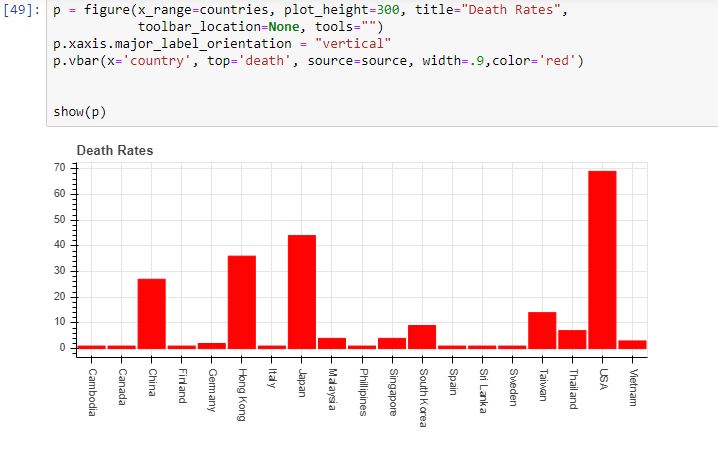 [49]: p = figure(x_range=countries, plot_height=300, title="Death Rates",
toolbar_location=None, tools="")
p.xaxis.major_label_orientation = "vertical"
p.vbar(x='country', top='death', source=source, width=.9,color='red')
show(p)
Death Rates
70
60
50
40
30
20
10
0
Cambodia
Canada
China
Finland
Germany
Hong Kong
Italy
Japan
Malaysia
Phillipines
Singapore
South Korea
Spain
Sri Lanka
Sweden
Taiwan
Thailand
USA
Vietnam